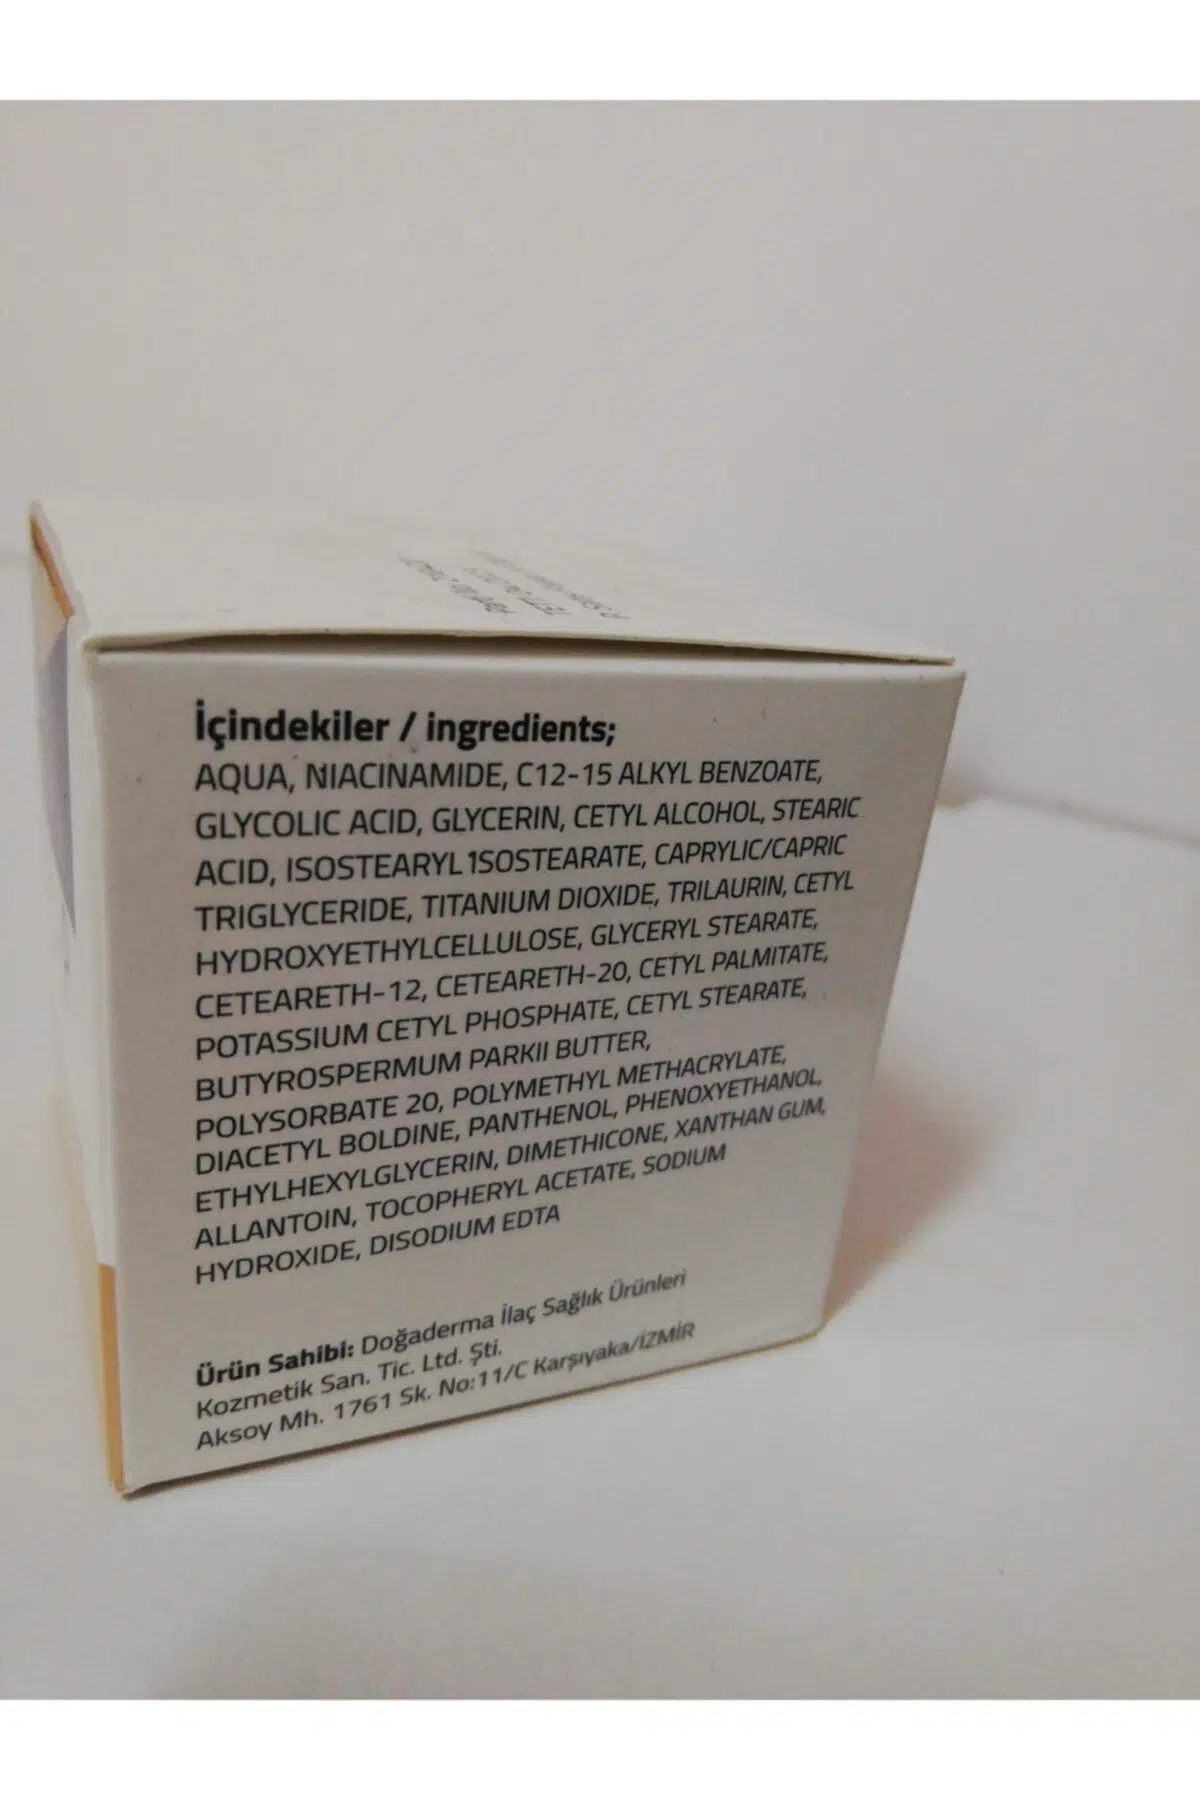 İçindekiler / ingredients;
AQUA, NIACINAMIDE, C12-15 ALKYL BENZOATE,
GLYCOLIC ACID, GLYCERIN, CETYL ALCOHOL, STEARIC
ACID, ISOSTEARYL 1SOSTEARATE, CAPRYLIC/CAPRIC
TRIGLYCERIDE, TITANIUM DIOXIDE, TRILAURIN, CETYL
HYDROXYETHYLCELLULOSE, GLYCERYL STEARATE,
CETEARETH-12, CETEARETH-20, CETYL PALMITATE,
POTASSIUM CETYL PHOSPHATE, CETYL STEARATE,
BUTYROSPERMUM PARKII BUTTER,
POLYSORBATE 20, POLYMETHYL METHACRYLATE,
DIACETYL BOLDINE, PANTHENOL, PHENOXYETHANOL,
ETHYLHEXYLGLYCERIN, DIMETHICONE, XANTHAN GUM,
ALLANTOIN, TOCOPHERYL ACETATE, SODIUM
HYDROXIDE, DISODIUM EDTA
Ürün Sahibi: Doğaderma İlaç Sağlık Ürünleri
Kozmetik San. Tic. Ltd. Şti.
Aksoy Mh. 1761 Sk. No:11/C Karşıyaka/İZMİR